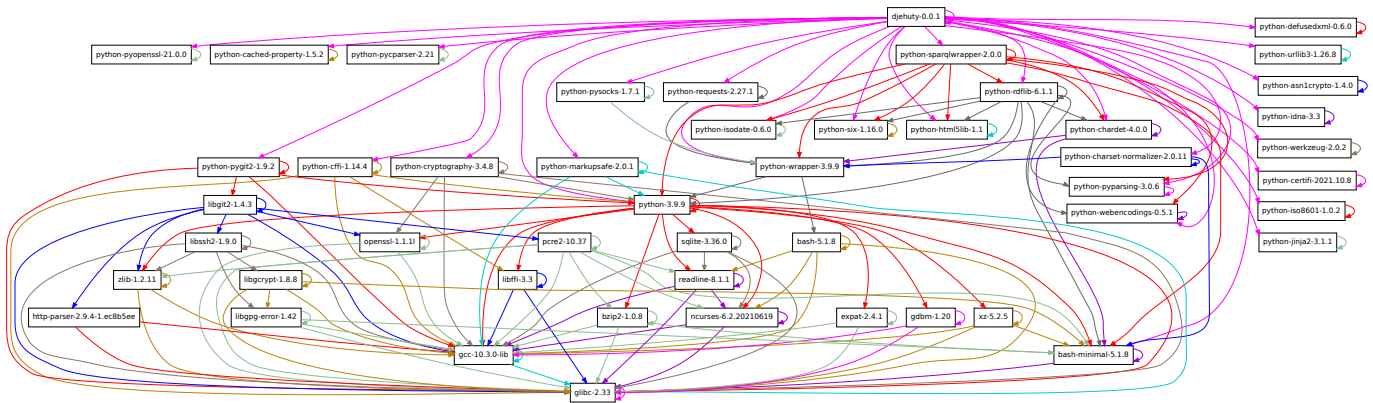 djehuty-0.0.1
python-defusedxml-0.6.0
python-pyopenssl-21.0.0
python-cached-property-1.5.2
python-pycparser-2.21
python-sparqlwrapper-2.0.0
python-urllib3-1.26.8
python-pysocks-1.7.1
python-requests-2.27.1
python-rdflib-6.1.1
python-asn1crypto-1.4.0
python-isodate-0.6.0
python-six-1.16.0
python-html5lib-1.1
python-chardet-4.0.0
python-idna-3.3
python-werkzeug-2.0.2
python-pygit2-1.9.2
python-cffi-1.14.4
python-cryptography-3.4.8
python-markupsafe-2.0.1
python-wrapper-3.9.9
python-charset-normalizer-2.0.11
python-pyparsing-3.0.6
python-certifi-2021.10.8
libgit2-1.4.3
python-3.9.9
python-webencodings-0.5.1
python-iso8601-1.0.2
libssh2-1.9.0
openssl-1.1.1l
pcre2-10.37
sqlite-3.36.0
bash-5.1.8
python-jinja2-3.1.1
zlib-1.2.11
libgcrypt-1.8.8
libffi-3.3
readline-8.1.1
http-parser-2.9.4-1.ec8b5ee
libgpg-error-1.42
bzip2-1.0.8
ncurses-6.2.20210619
expat-2.4.1
gdbm-1.20
xz-5.2.5
gcc-10.3.0-lib
bash-minimal-5.1.8
glibc-2.33